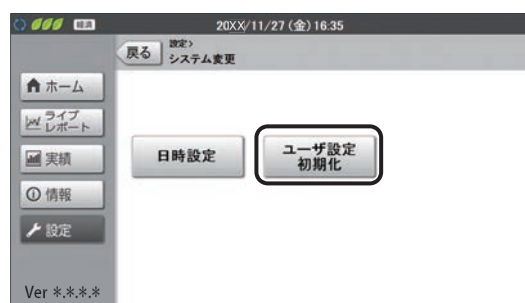 経済
20XX/11/27(金)16:35
戻る
設定>
システム変更
ホーム
ライブ
レポート
実績
情報
設定
日時設定
ユーザ設定
初期化
Ver *.*.*.*